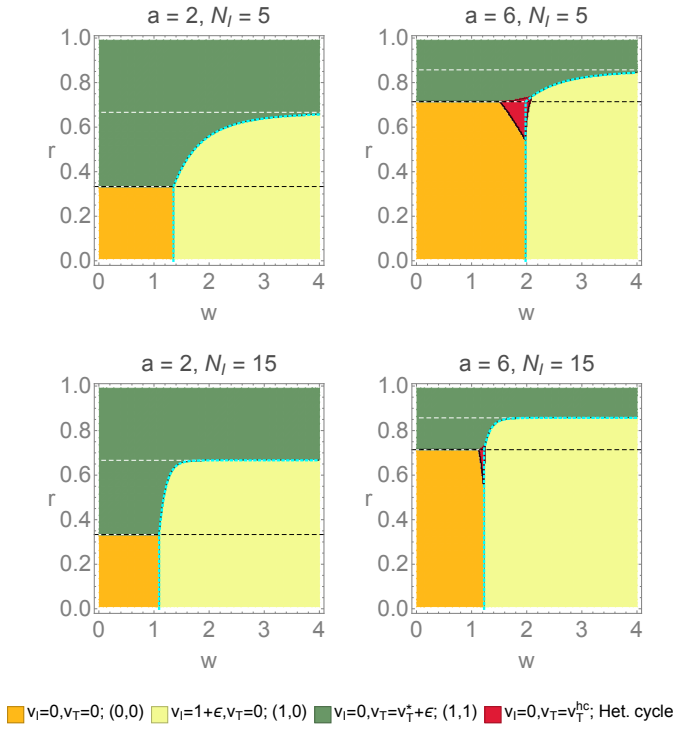 a = 2, N_I = 5
a = 6, N_I = 5
1.0
0.8
0.6
r
0.4
0.2
0.0
0 1 2 3 4
w
1.0
0.8
0.6
r
0.4
0.2
0.0
0 1 2 3 4
w
a = 2, N_I = 15
a = 6, N_I = 15
1.0
0.8
0.6
r
0.4
0.2
0.0
0 1 2 3 4
w
1.0
0.8
0.6
r
0.4
0.2
0.0
0 1 2 3 4
w
v_I=0,v_T=0; (0,0) v_I=1+ϵ,v_T=0; (1,0) v_I=0,v_T=v_T^*+ϵ; (1,1) v_I=0,v_T=v_T^hc; Het. cycle